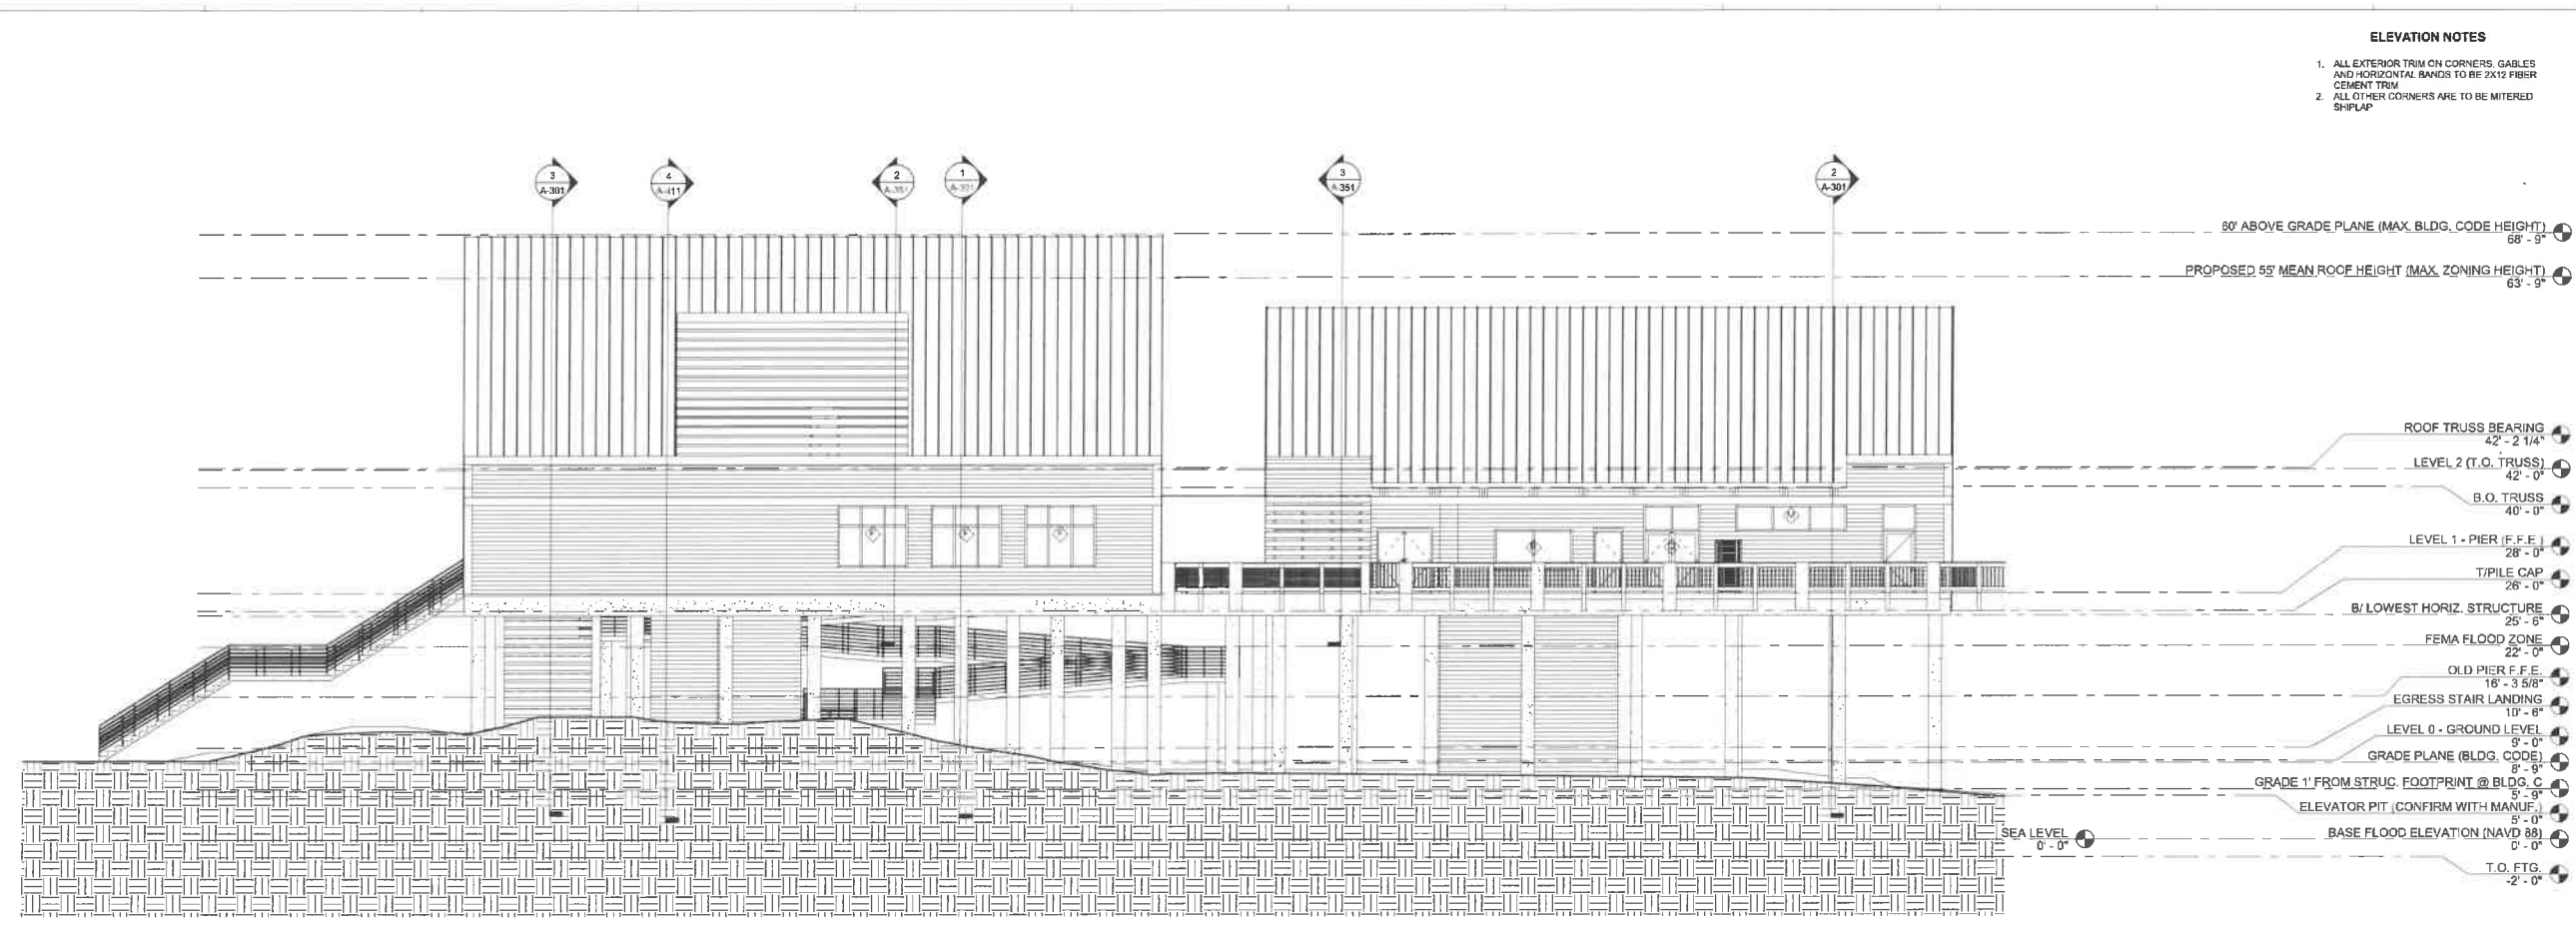 ELEVATION NOTES
1. ALL EXTERIOR TRIM ON CORNERS, GABLES
AND HORIZONTAL BANDS TO BE 2X12 FIBER
CEMENT TRIM
2. ALL OTHER CORNERS ARE TO BE MITERED
SHIPLAP
3
A-301
4
A-411
2
A-351
1
A-301
3
A-351
2
A-301
60' ABOVE GRADE PLANE (MAX. BLDG. CODE HEIGHT)
68' - 9"
PROPOSED 55' MEAN ROOF HEIGHT (MAX. ZONING HEIGHT)
63' - 9"
ROOF TRUSS BEARING
42' - 2 1/4"
LEVEL 2 (T.O. TRUSS)
42' - 0"
B.O. TRUSS
40' - 0"
LEVEL 1 - PIER (F.F.E.)
28' - 0"
T/PILE CAP
26' - 0"
B/ LOWEST HORIZ. STRUCTURE
25' - 6"
FEMA FLOOD ZONE
22' - 0"
OLD PIER F.F.E.
16' - 3 5/8"
EGRESS STAIR LANDING
10' - 6"
LEVEL 0 - GROUND LEVEL
9' - 0"
GRADE PLANE (BLDG. CODE)
8' - 9"
GRADE 1' FROM STRUC. FOOTPRINT @ BLDG. C
5' - 9"
ELEVATOR PIT (CONFIRM WITH MANUF.)
5' - 0"
SEA LEVEL
0' - 0"
BASE FLOOD ELEVATION (NAVD 88)
0' - 0"
T.O. FTG.
-2' - 0"